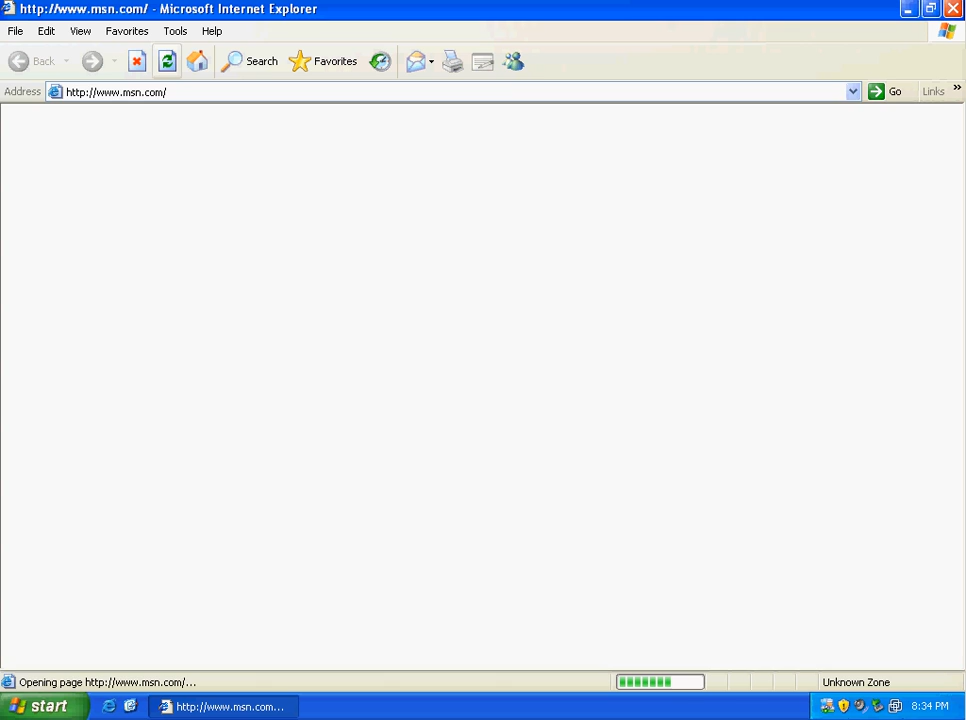 http://www.msn.com/ - Microsoft Internet Explorer
File Edit View Favorites Tools Help
Back Search Favorites
Address http://www.msn.com/ Go Links »
Opening page http://www.msn.com/... Unknown Zone
start http://www.msn.com... 8:34 PM